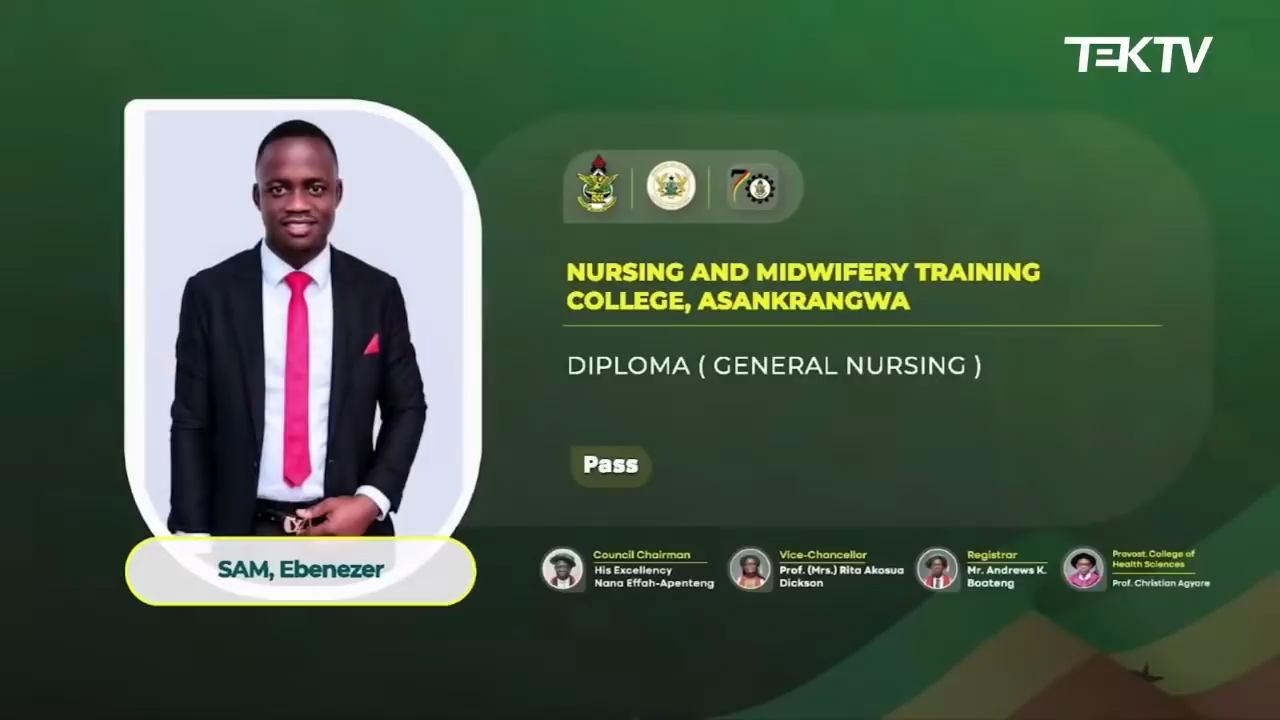 TEKTV
NURSING AND MIDWIFERY TRAINING
COLLEGE, ASANKRANGWA
DIPLOMA ( GENERAL NURSING )
Pass
SAM, Ebenezer
Council Chairman
His Excellency
Nana Effah-Apenteng
Vice-Chancellor
Prof. (Mrs.) Rita Akosua
Dickson
Registrar
Mr. Andrews K.
Boateng
Provost, College of
Health Sciences
Prof. Christian Agyare